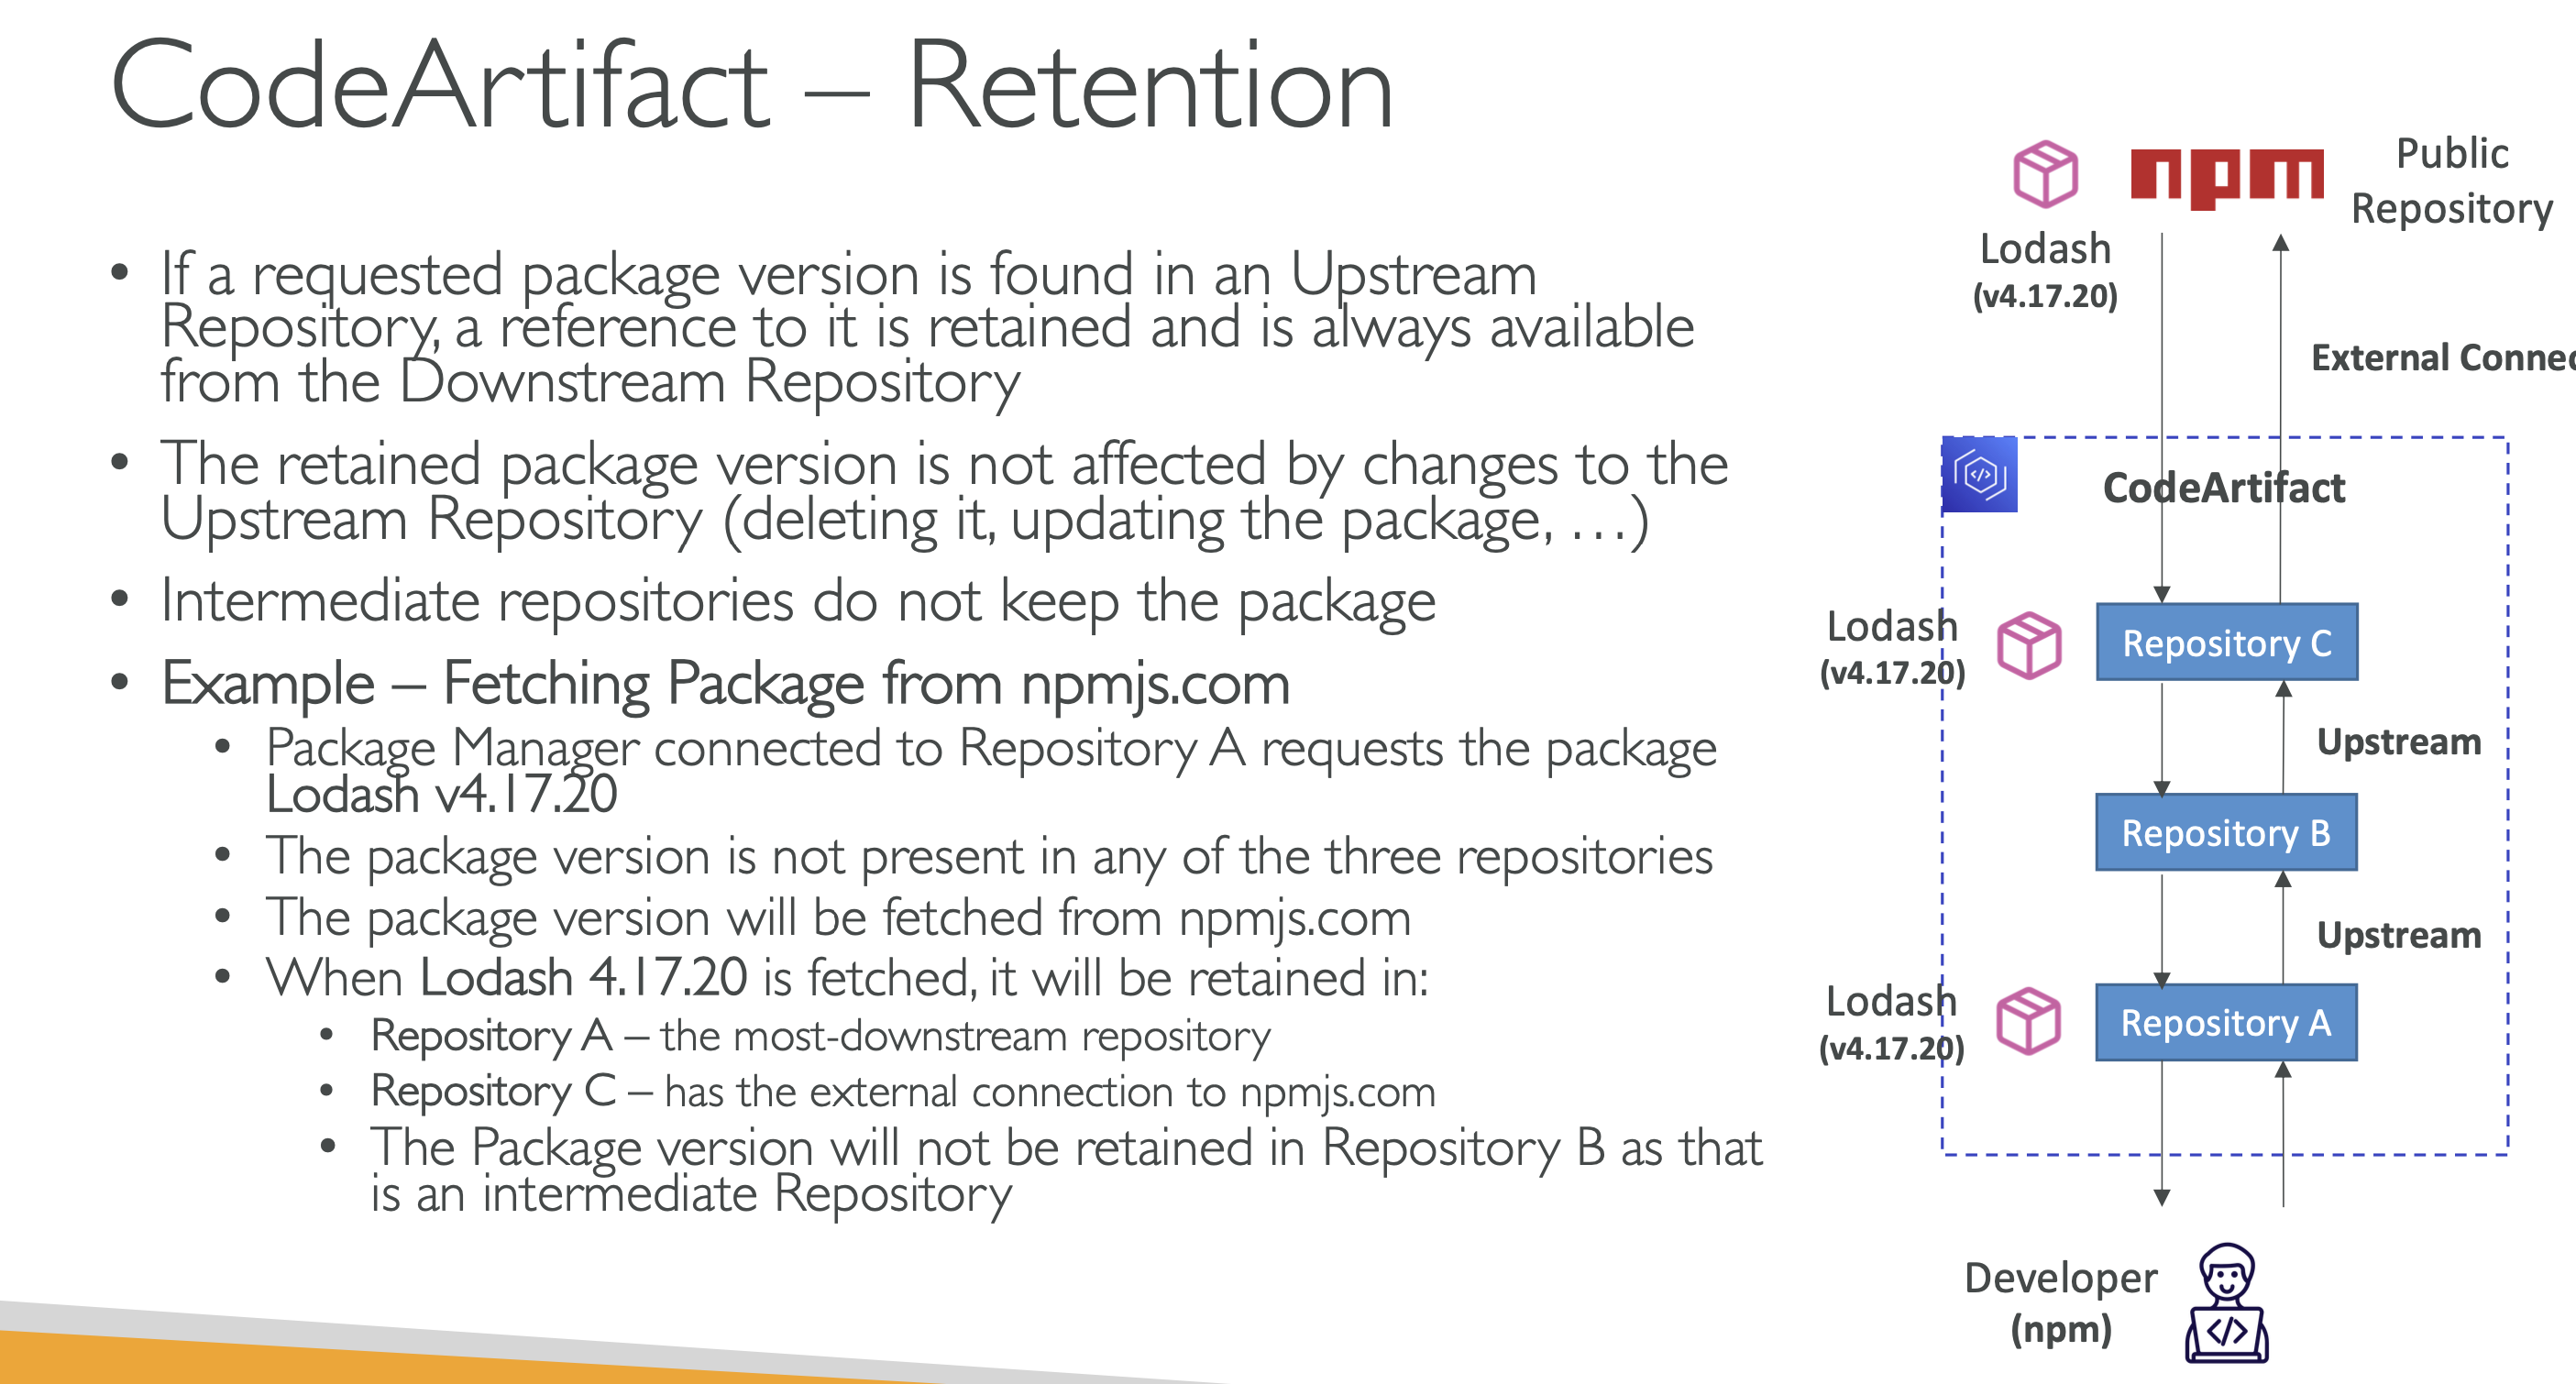 CodeArtifact – Retention
• If a requested package version is found in an Upstream
Repository, a reference to it is retained and is always available
from the Downstream Repository
• The retained package version is not affected by changes to the
Upstream Repository (deleting it, updating the package, …)
• Intermediate repositories do not keep the package
• Example – Fetching Package from npmjs.com
• Package Manager connected to Repository A requests the package
Lodash v4.17.20
• The package version is not present in any of the three repositories
• The package version will be fetched from npmjs.com
• When Lodash 4.17.20 is fetched, it will be retained in:
• Repository A – the most-downstream repository
• Repository C – has the external connection to npmjs.com
• The Package version will not be retained in Repository B as that
is an intermediate Repository
npm
Public
Repository
Lodash
(v4.17.20)
External
CodeArtifact
Lodash
(v4.17.20)
Repository C
Upstream
Repository B
Upstream
Lodash
(v4.17.20)
Repository A
Developer
(npm)